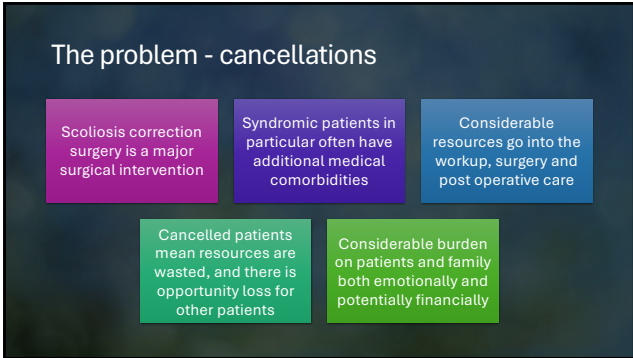 The problem - cancellations
Scoliosis correction
surgery is a major
surgical intervention
Syndromic patients in
particular often have
additional medical
comorbidities
Considerable
resources go into the
workup, surgery and
post operative care
Cancelled patients
mean resources are
wasted, and there is
opportunity loss for
other patients
Considerable burden
on patients and family
both emotionally and
potentially financially